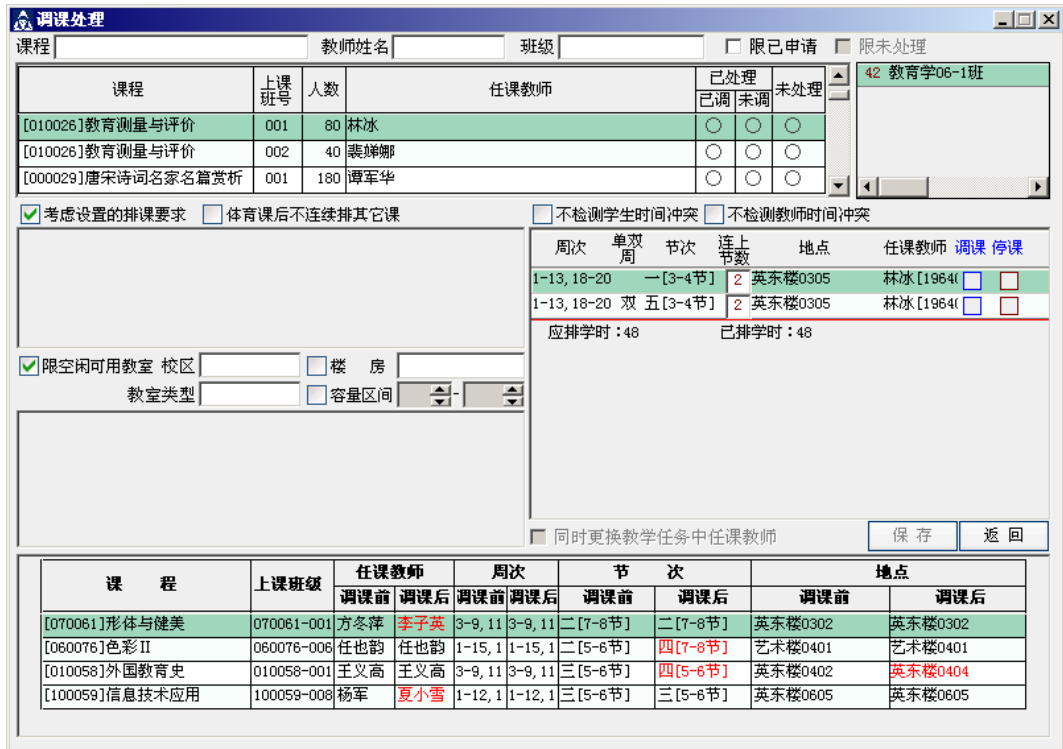 调课处理
课程 教师姓名 班级 限已申请 限未处理
课程 上课班号 人数 任课教师 已处理 未处理
已调 未调
42 教育学06-1班
[010026]教育测量与评价 001 80 林冰
[010026]教育测量与评价 002 40 裴娣娜
[000029]唐宋诗词名家名篇赏析 001 180 谭军华
考虑设置的排课要求 体育课后不连续排其它课 不检测学生时间冲突 不检测教师时间冲突
周次 单双周 节次 连上节数 地点 任课教师 调课 停课
1-13,18-20 一[3-4节] 2 英东楼0305 林冰[1964(
1-13,18-20 双 五[3-4节] 2 英东楼0305 林冰[1964(
应排学时:48 已排学时:48
限空闲可用教室 校区 楼 房
教室类型 容量区间 -
同时更换教学任务中任课教师 保存 返回
课 程 上课班级 任课教师 周次 节 次 地点
调课前 调课后 调课前 调课后 调课前 调课后 调课前 调课后
[070061]形体与健美 070061-001 方冬萍 李子英 3-9,11 3-9,11 二[7-8节] 二[7-8节] 英东楼0302 英东楼0302
[060076]色彩II 060076-006 任也韵 任也韵 1-15,1 1-15,1 二[5-6节] 四[7-8节] 艺术楼0401 艺术楼0401
[010058]外国教育史 010058-001 王义高 王义高 3-9,11 3-9,11 三[5-6节] 四[5-6节] 英东楼0402 英东楼0404
[100059]信息技术应用 100059-008 杨军 夏小雪 1-12,1 1-12,1 三[5-6节] 三[5-6节] 英东楼0605 英东楼0605